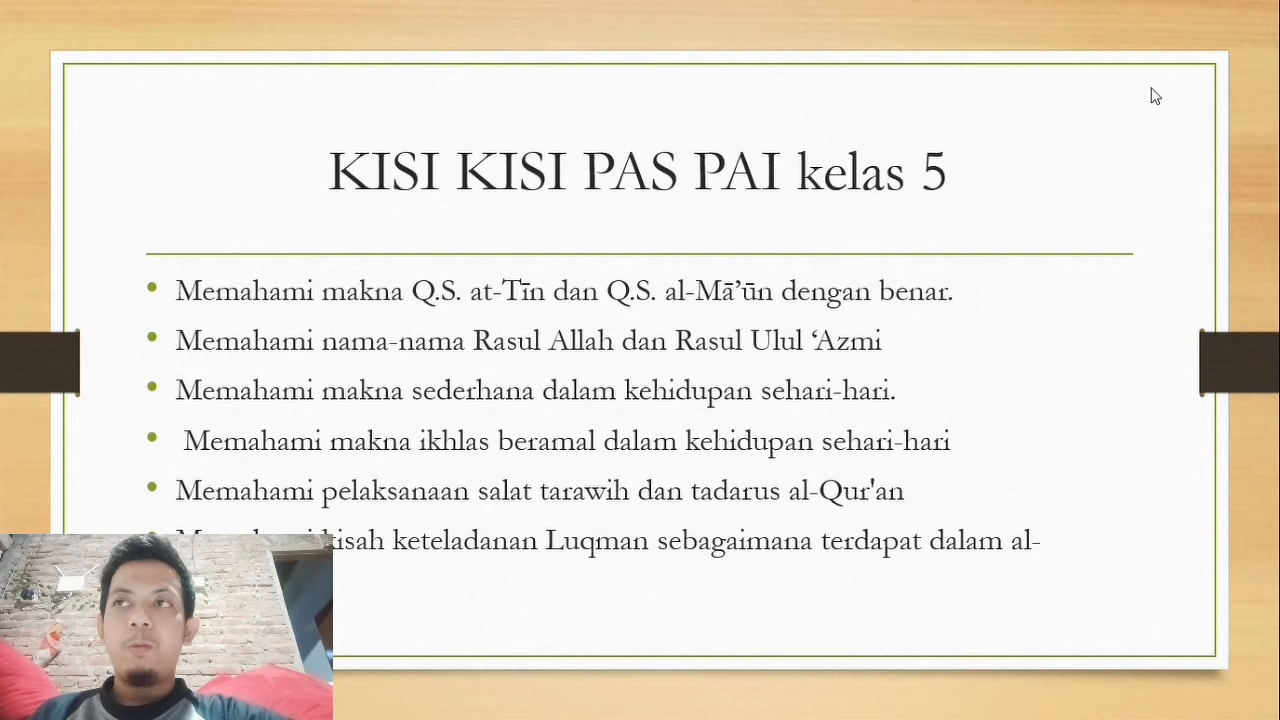 KISI KISI PAS PAI kelas 5
Memahami makna Q.S. at-Tīn dan Q.S. al-Mā’ūn dengan benar.
Memahami nama-nama Rasul Allah dan Rasul Ulul ‘Azmi
Memahami makna sederhana dalam kehidupan sehari-hari.
Memahami makna ikhlas beramal dalam kehidupan sehari-hari
Memahami pelaksanaan salat tarawih dan tadarus al-Qur'an
kisah keteladanan Luqman sebagaimana terdapat dalam al-